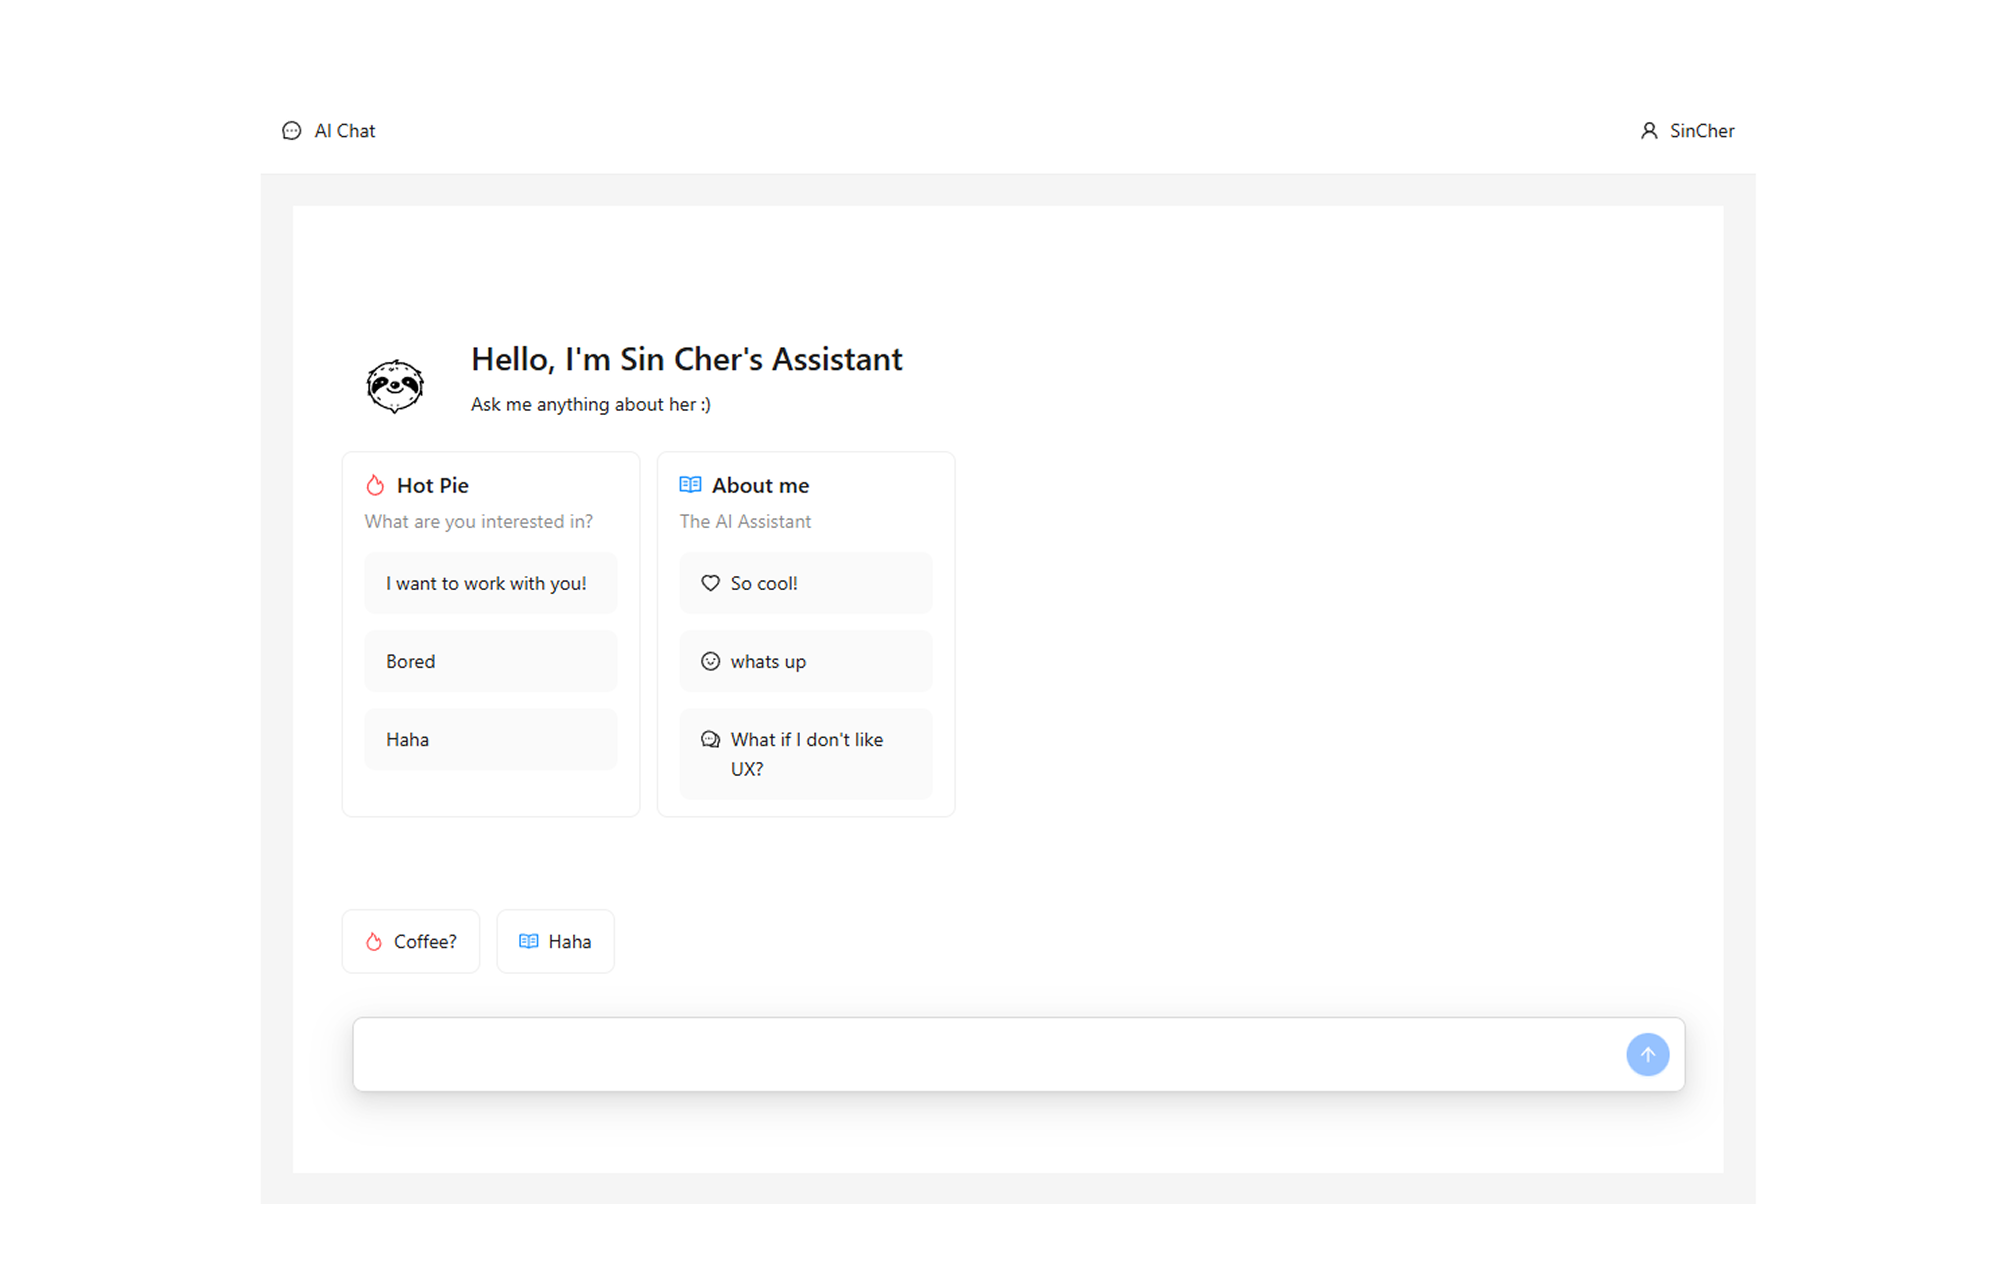 AI Chat
SinCher
Hello, I'm Sin Cher's Assistant
Ask me anything about her :)
Hot Pie
What are you interested in?
I want to work with you!
Bored
Haha
About me
The AI Assistant
So cool!
whats up
What if I don't like
UX?
Coffee?
Haha